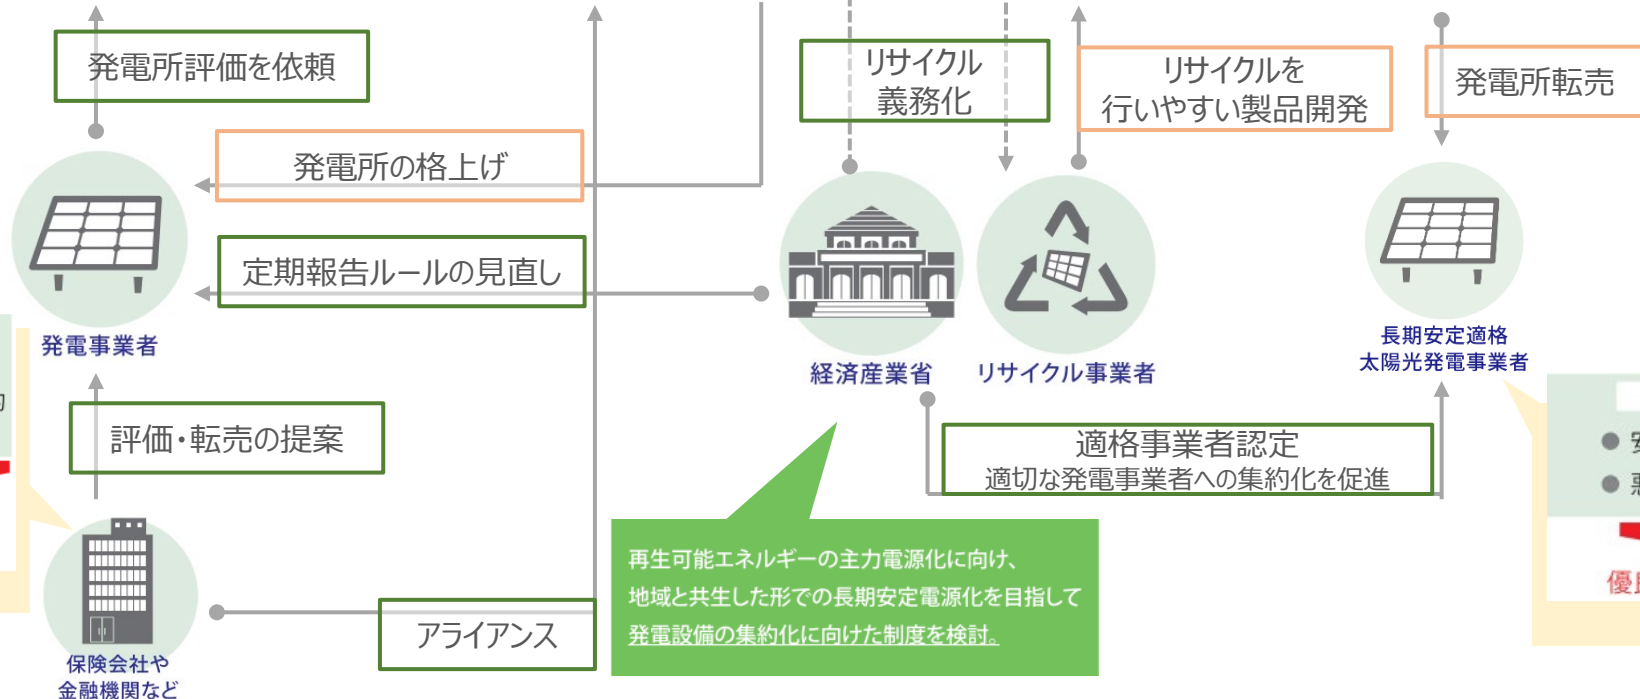 発電所評価を依頼
リサイクル
義務化
リサイクルを
行いやすい製品開発
発電所転売
発電所の格上げ
定期報告ルールの見直し
発電事業者
経済産業省
リサイクル事業者
長期安定適格
太陽光発電事業者
評価・転売の提案
適格事業者認定
適切な発電事業者への集約化を促進
再生可能エネルギーの主力電源化に向け、
地域と共生した形での長期安定電源化を目指して
発電設備の集約化に向けた制度を検討。
アライアンス
保険会社や
金融機関など